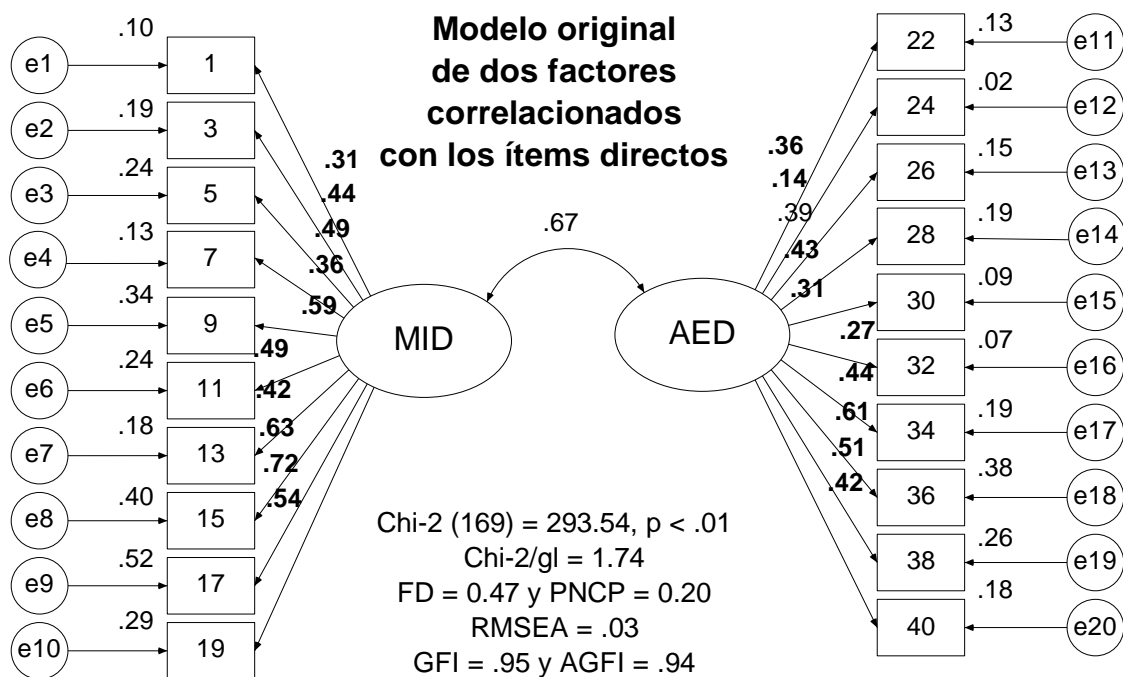 Modelo original
de dos factores
correlacionados
con los ítems directos
.10
e1
1
.19
e2
3
.24
e3
5
.13
e4
7
.34
e5
9
.24
e6
11
.18
e7
13
.40
e8
15
.52
e9
17
.29
e10
19
.31
.44
.49
.36
.59
.49
.42
.63
.72
.54
MID
.67
AED
.36
.14
.39
.43
.31
.27
.44
.61
.51
.42
22
.13
e11
24
.02
e12
26
.15
e13
28
.19
e14
30
.09
e15
32
.07
e16
34
.19
e17
36
.38
e18
38
.26
e19
40
.18
e20
Chi-2 (169) = 293.54, p < .01
Chi-2/gl = 1.74
FD = 0.47 y PNCP = 0.20
RMSEA = .03
GFI = .95 y AGFI = .94